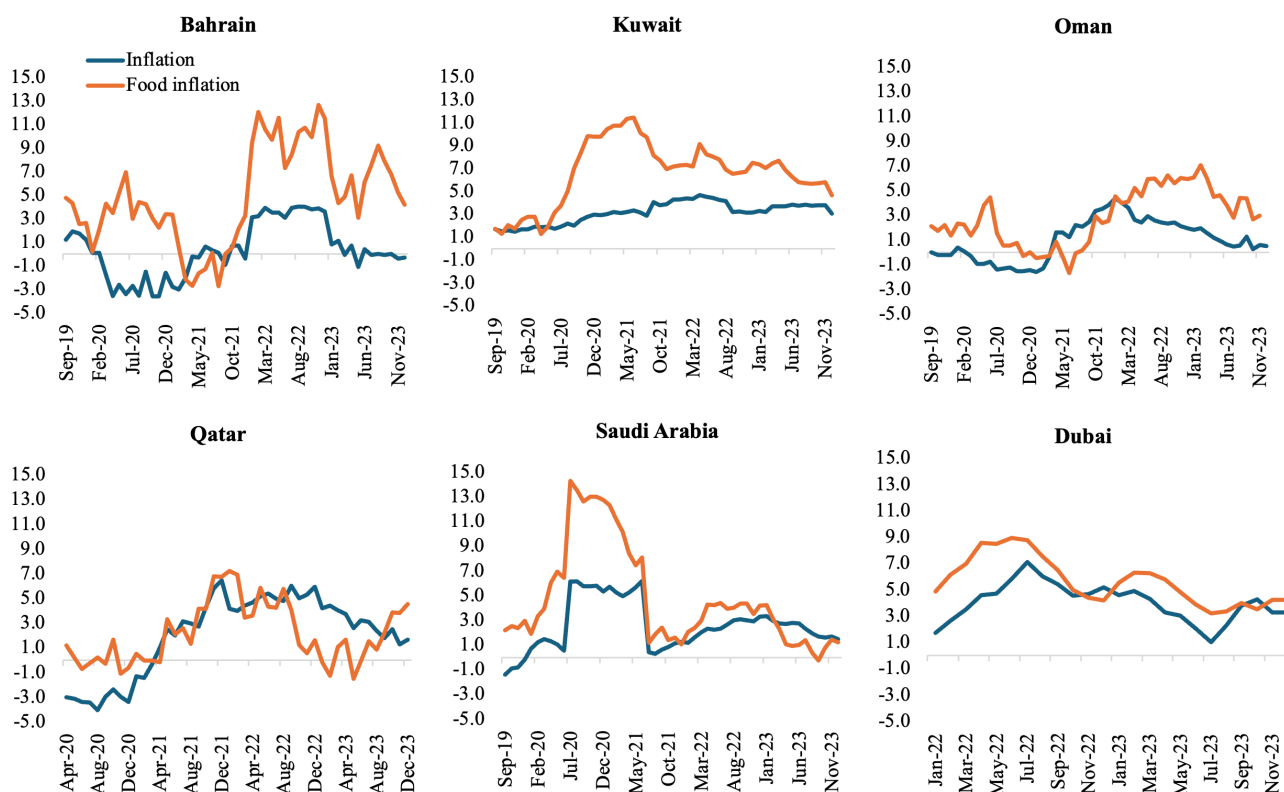 Bahrain
Inflation
Food inflation
15.0
13.0
11.0
9.0
7.0
5.0
3.0
1.0
-1.0
-3.0
-5.0
Sep-19
Feb-20
Jul-20
Dec-20
May-21
Oct-21
Mar-22
Aug-22
Jan-23
Jun-23
Nov-23
Kuwait
15.0
13.0
11.0
9.0
7.0
5.0
3.0
1.0
-1.0
-3.0
-5.0
Sep-19
Feb-20
Jul-20
Dec-20
May-21
Oct-21
Mar-22
Aug-22
Jan-23
Jun-23
Nov-23
Oman
15.0
13.0
11.0
9.0
7.0
5.0
3.0
1.0
-1.0
-3.0
-5.0
Sep-19
Feb-20
Jul-20
Dec-20
May-21
Oct-21
Mar-22
Aug-22
Jan-23
Jun-23
Nov-23
Qatar
15.0
13.0
11.0
9.0
7.0
5.0
3.0
1.0
-1.0
-3.0
-5.0
Apr-20
Aug-20
Dec-20
Apr-21
Aug-21
Dec-21
Apr-22
Aug-22
Dec-22
Apr-23
Aug-23
Dec-23
Saudi Arabia
15.0
13.0
11.0
9.0
7.0
5.0
3.0
1.0
-1.0
-3.0
-5.0
Sep-19
Feb-20
Jul-20
Dec-20
May-21
Oct-21
Mar-22
Aug-22
Jan-23
Jun-23
Nov-23
Dubai
15.0
13.0
11.0
9.0
7.0
5.0
3.0
1.0
-1.0
-3.0
-5.0
Jan-22
Mar-22
May-22
Jul-22
Sep-22
Nov-22
Jan-23
Mar-23
May-23
Jul-23
Sep-23
Nov-23